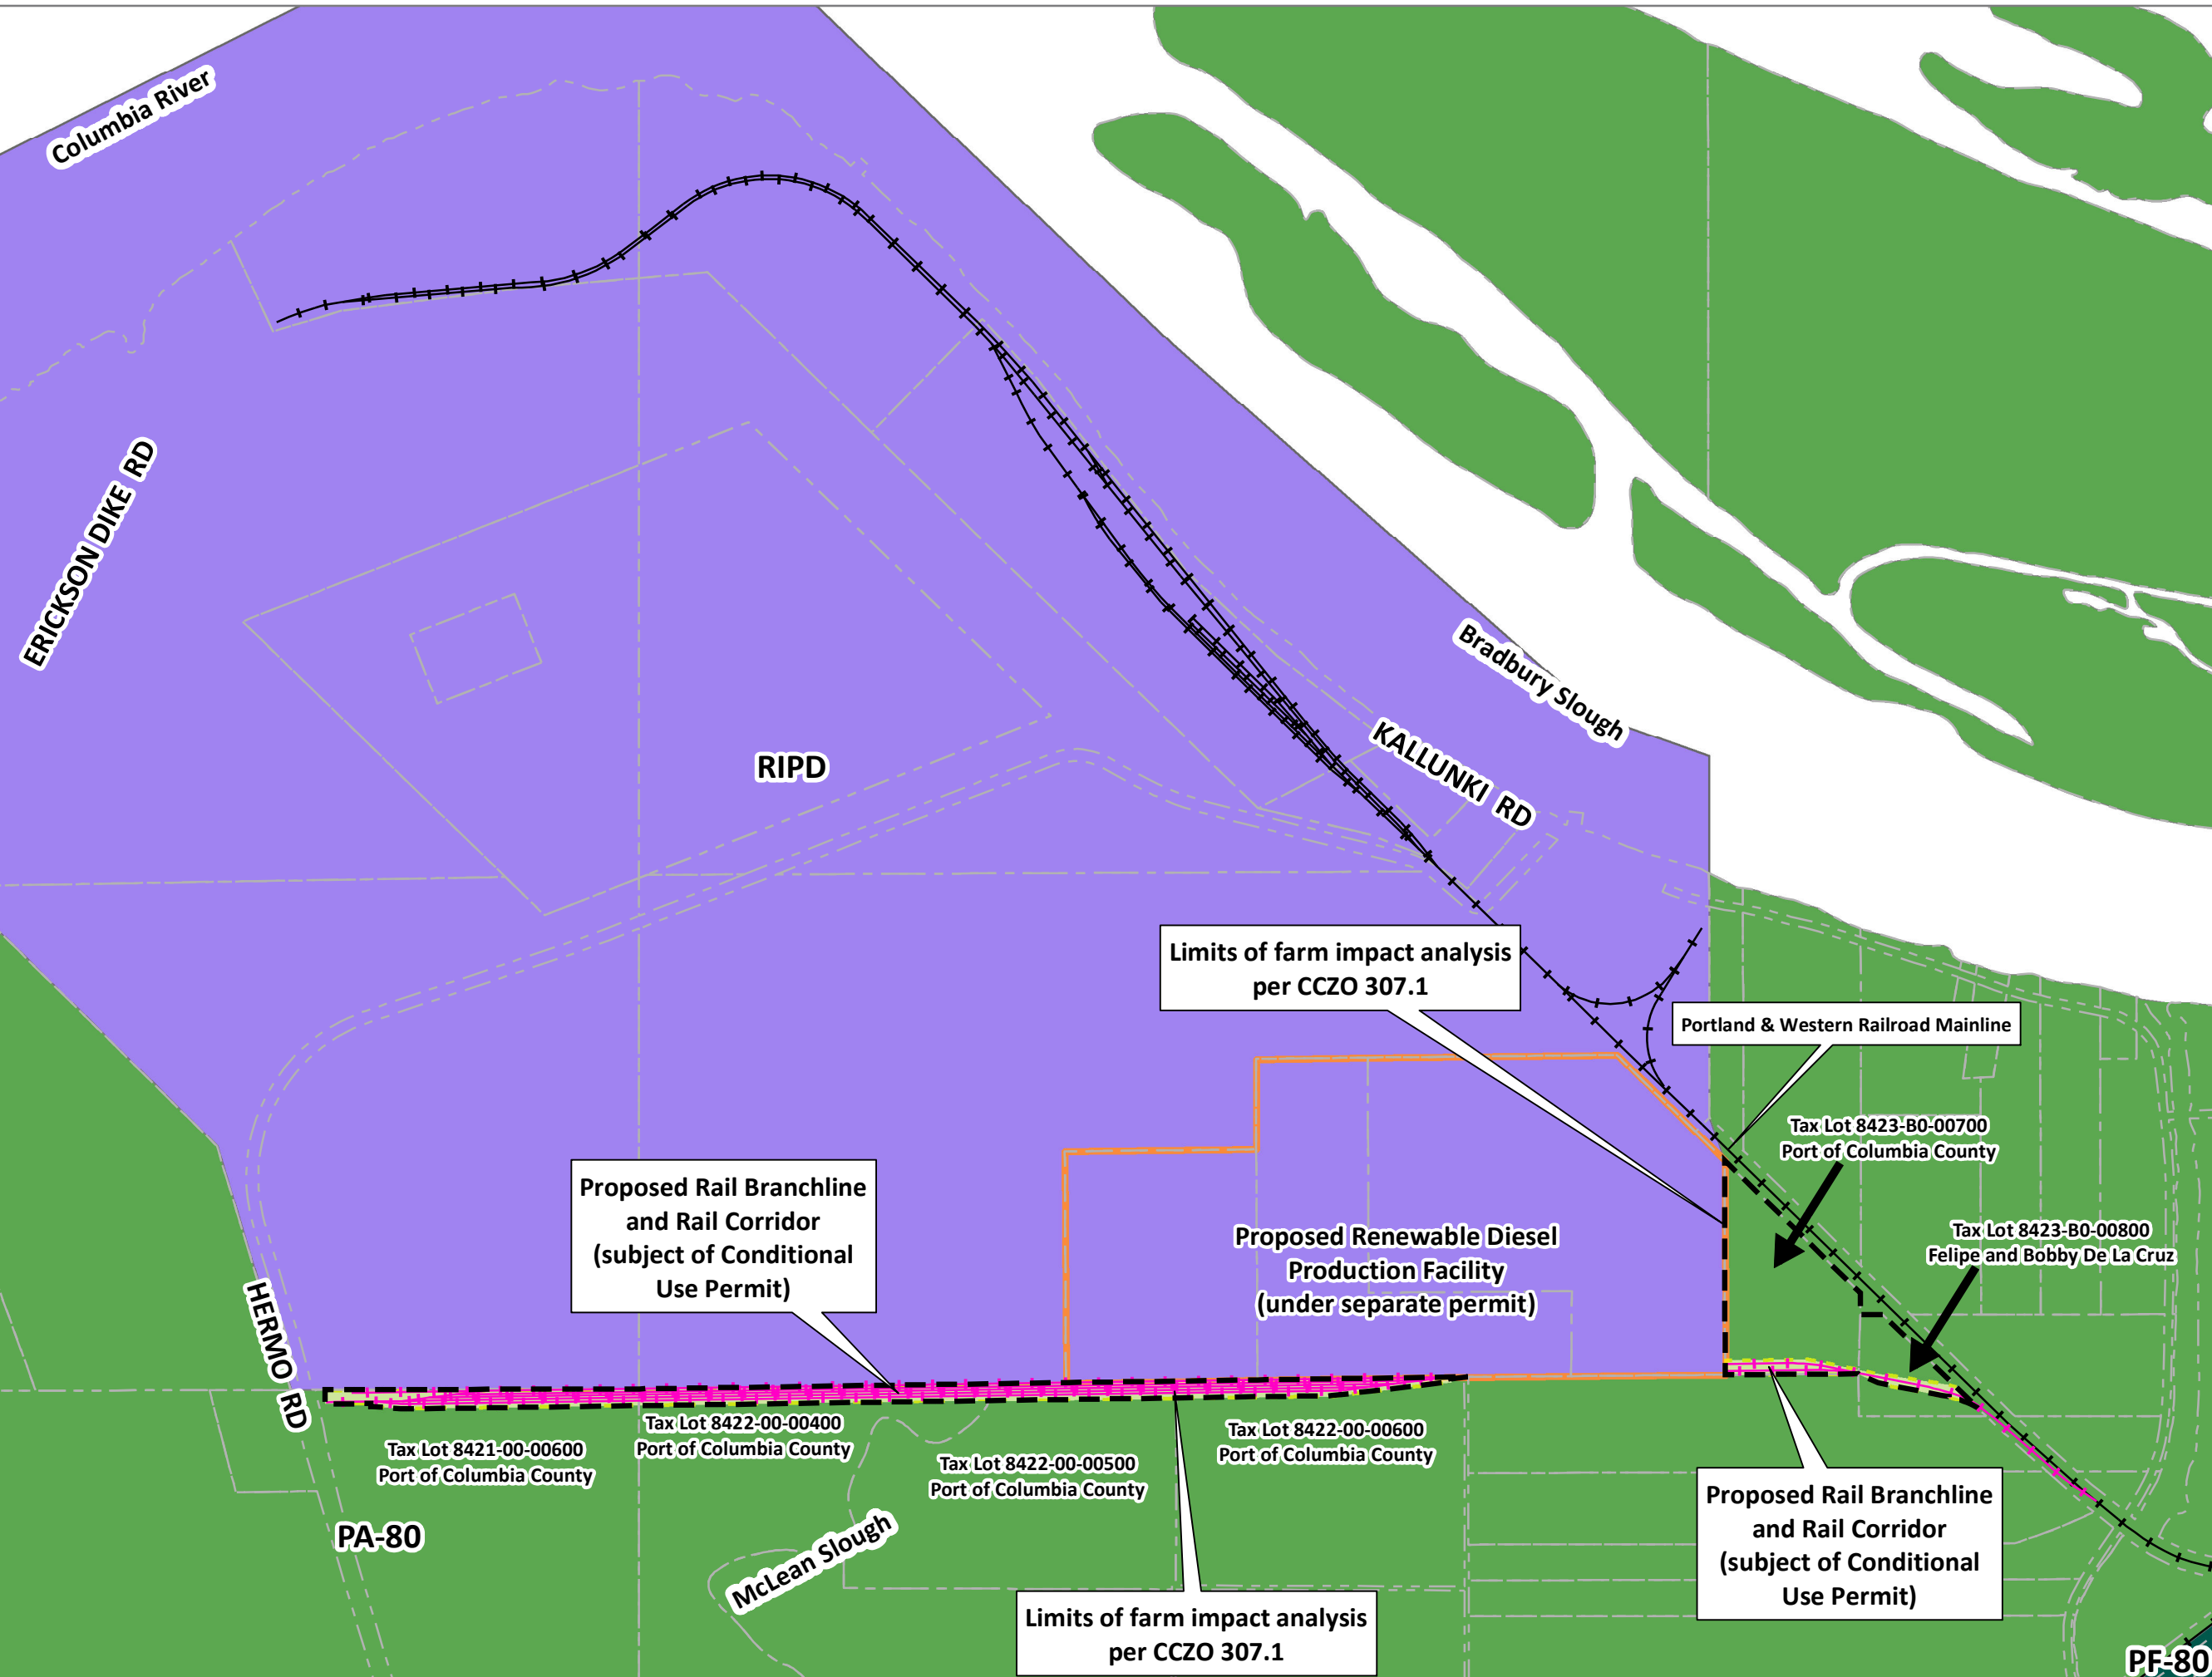 Columbia River
ERICKSON DIKE RD
Bradbury Slough
KALLUNKI RD
RIPD
Limits of farm impact analysis
per CCZO 307.1
Portland & Western Railroad Mainline
Tax Lot 8423-B0-00700
Port of Columbia County
Proposed Rail Branchline
and Rail Corridor
(subject of Conditional
Use Permit)
Proposed Renewable Diesel
Production Facility
(under separate permit)
Tax Lot 8423-B0-00800
Felipe and Bobby De La Cruz
HERMO RD
Tax Lot 8421-00-00600
Port of Columbia County
Tax Lot 8422-00-00400
Port of Columbia County
Tax Lot 8422-00-00500
Port of Columbia County
Tax Lot 8422-00-00600
Port of Columbia County
PA-80
McLean Slough
Limits of farm impact analysis
per CCZO 307.1
Proposed Rail Branchline
and Rail Corridor
(subject of Conditional
Use Permit)
PF-80